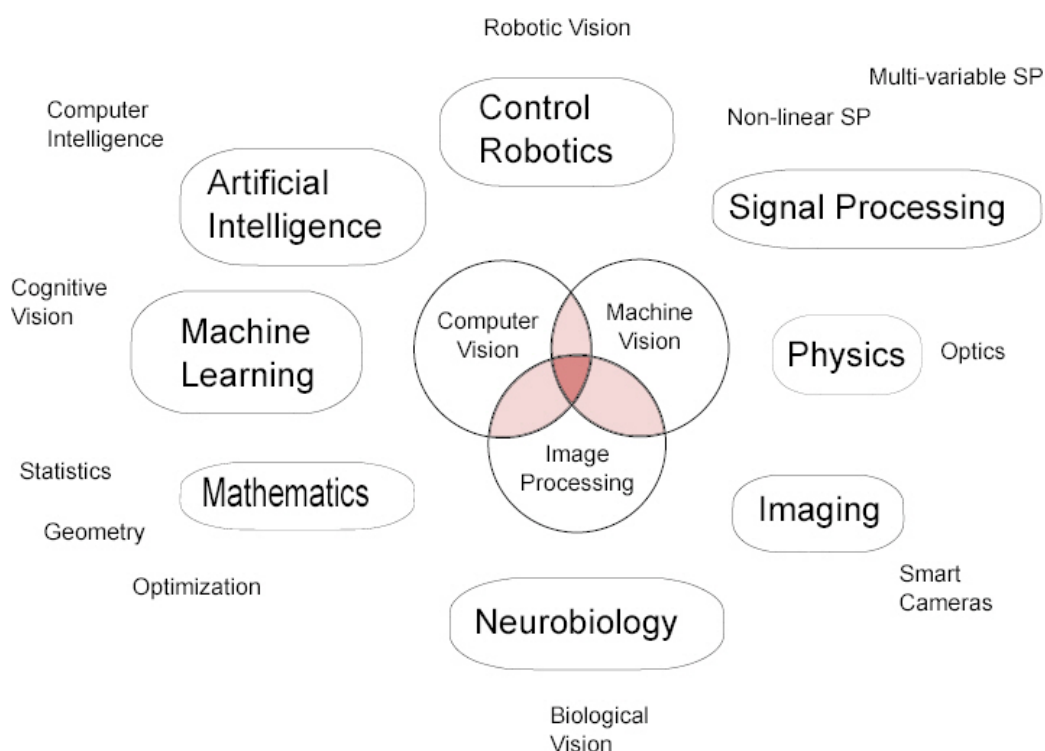 Robotic Vision
Multi-variable SP
Non-linear SP
Computer
Intelligence
Control
Robotics
Artificial
Intelligence
Signal Processing
Cognitive
Vision
Machine
Learning
Computer
Vision
Machine
Vision
Physics
Optics
Image
Processing
Statistics
Mathematics
Geometry
Optimization
Imaging
Smart
Cameras
Neurobiology
Biological
Vision